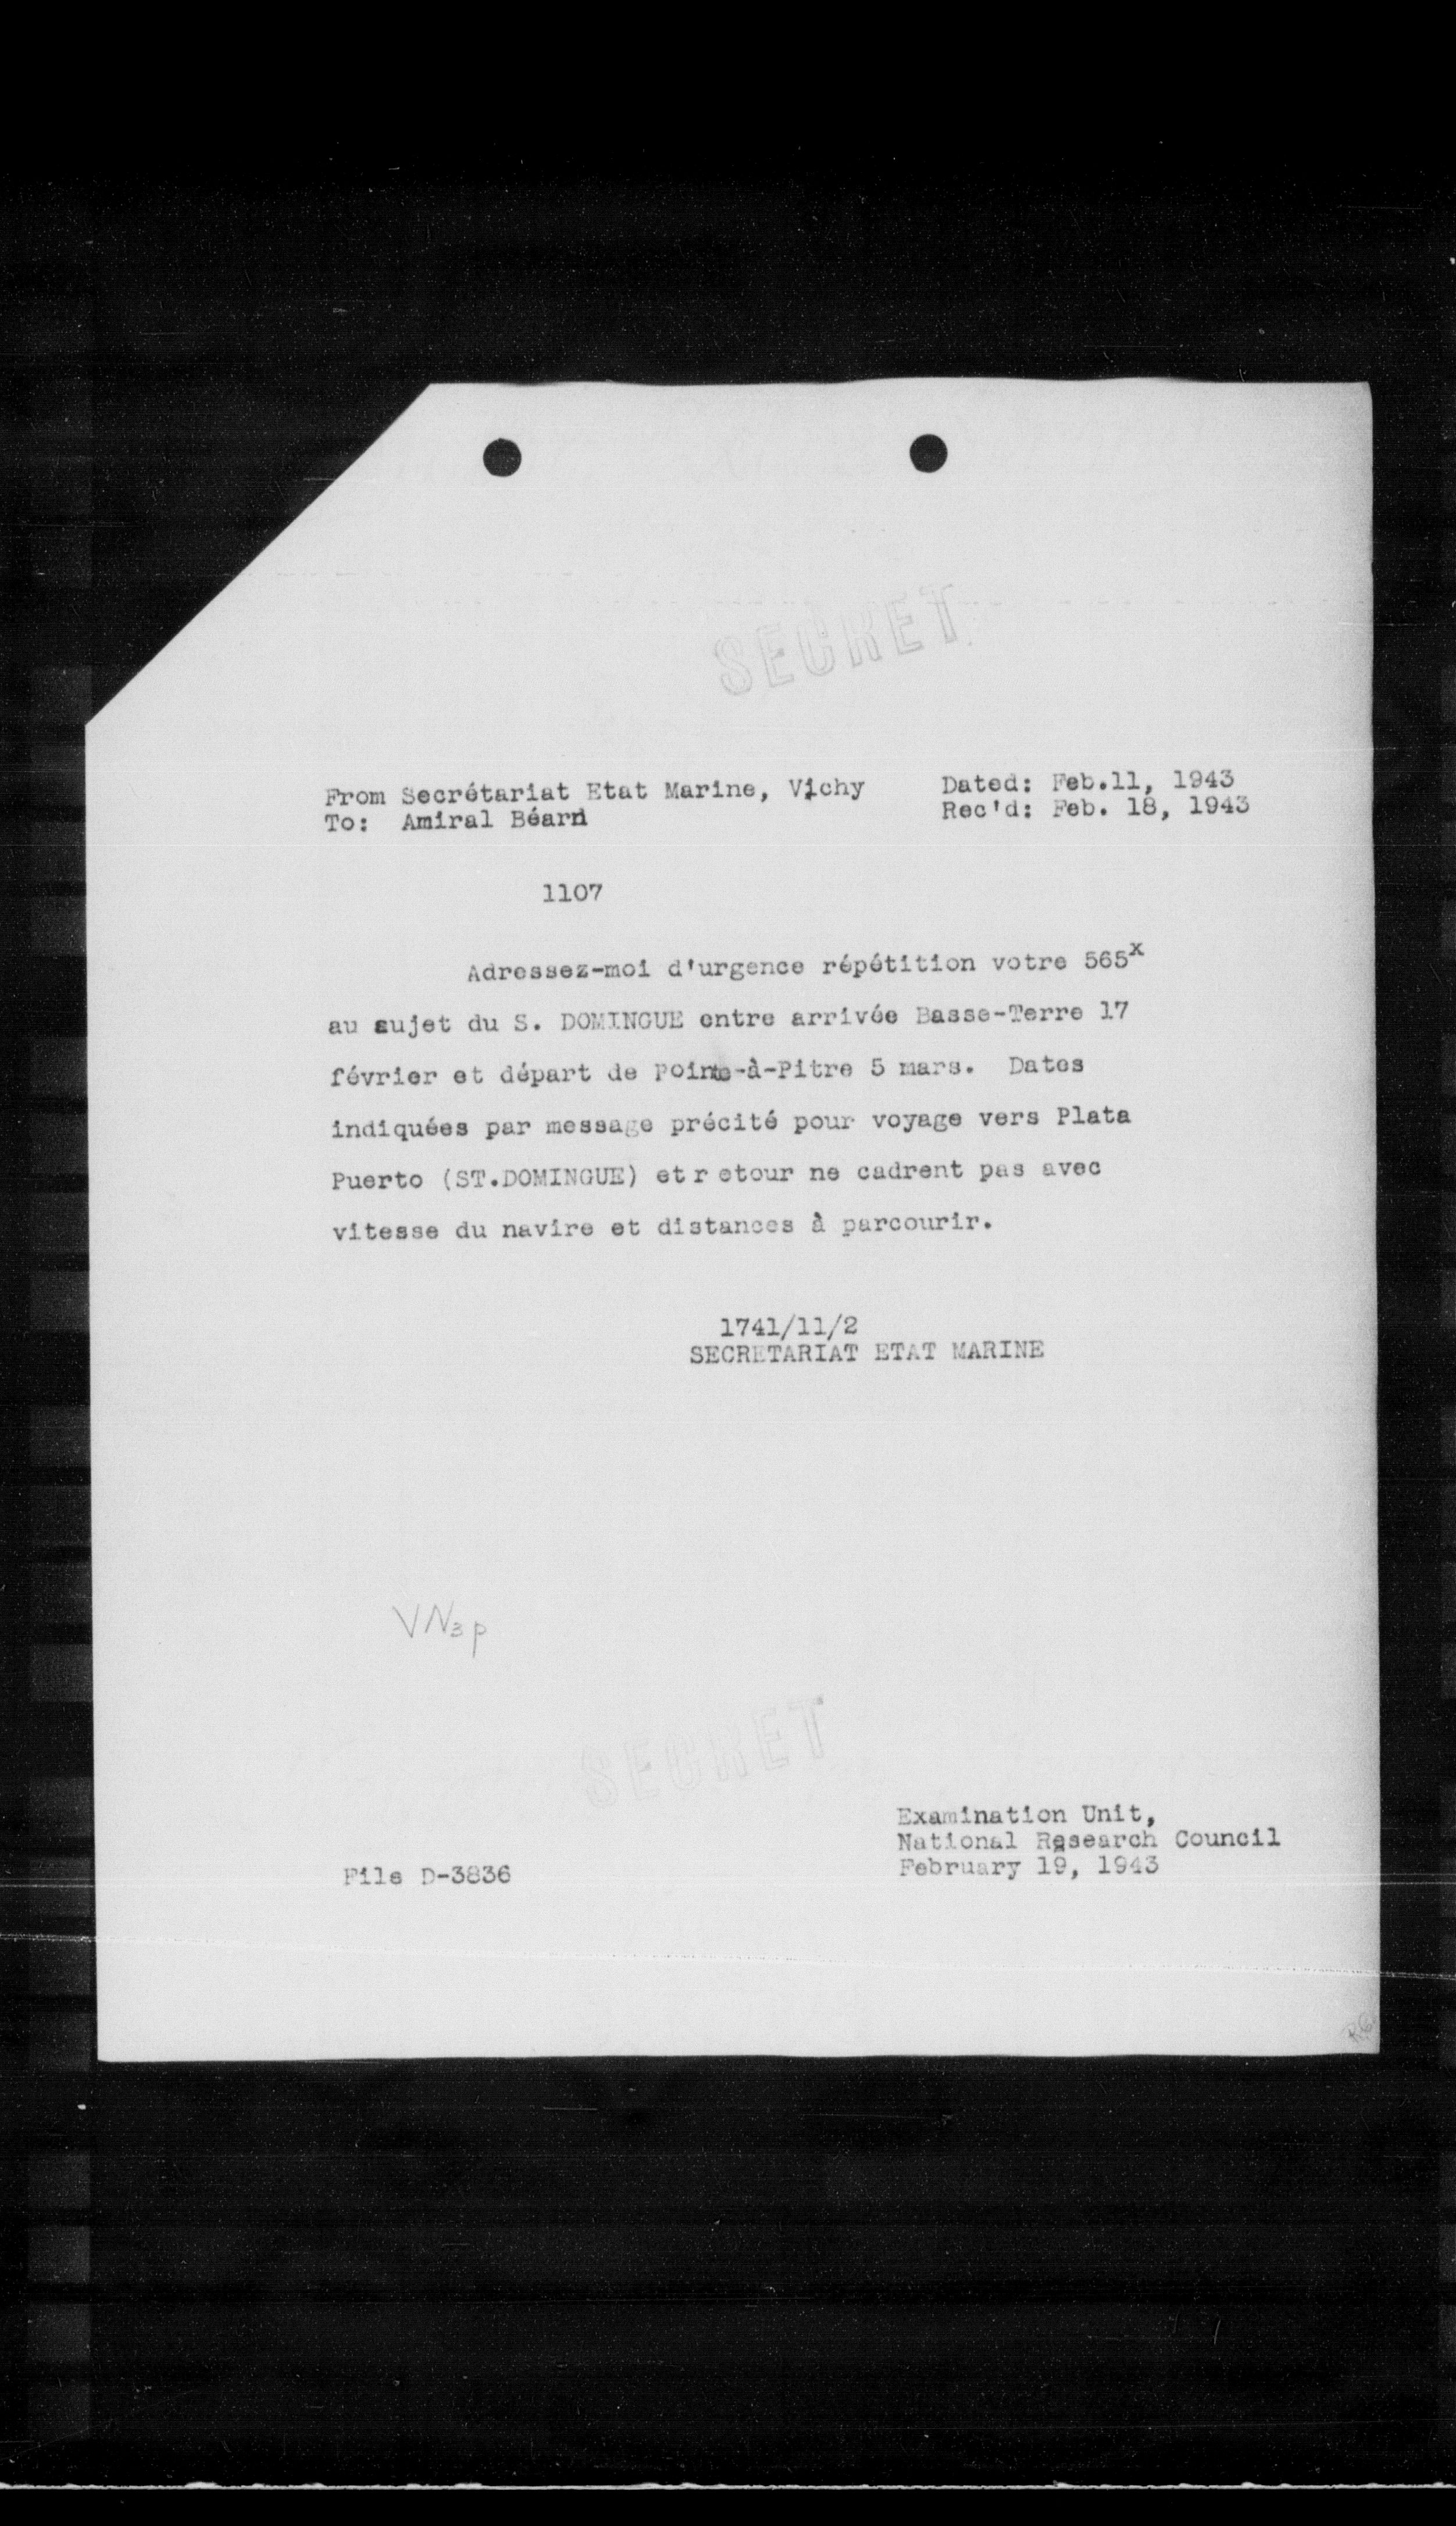 SECRET
From Secrétariat Etat Marine, Vichy Dated: Feb.11, 1943
To: Amiral Béarn Rec'd: Feb. 18, 1943
1107
Adressez-moi d'urgence répétition votre 565x
au sujet du S. DOMINGUE entre arrivée Basse-Terre 17
février et départ de Pointe-à-Pitre 5 mars. Dates
indiquées par message précité pour voyage vers Plata
Puerto (ST.DOMINGUE) et r etour ne cadrent pas avec
vitesse du navire et distances à parcourir.
1741/11/2
SECRETARIAT ETAT MARINE
VN3p
SECRET
Examination Unit,
National Research Council
File D-3836 February 19, 1943